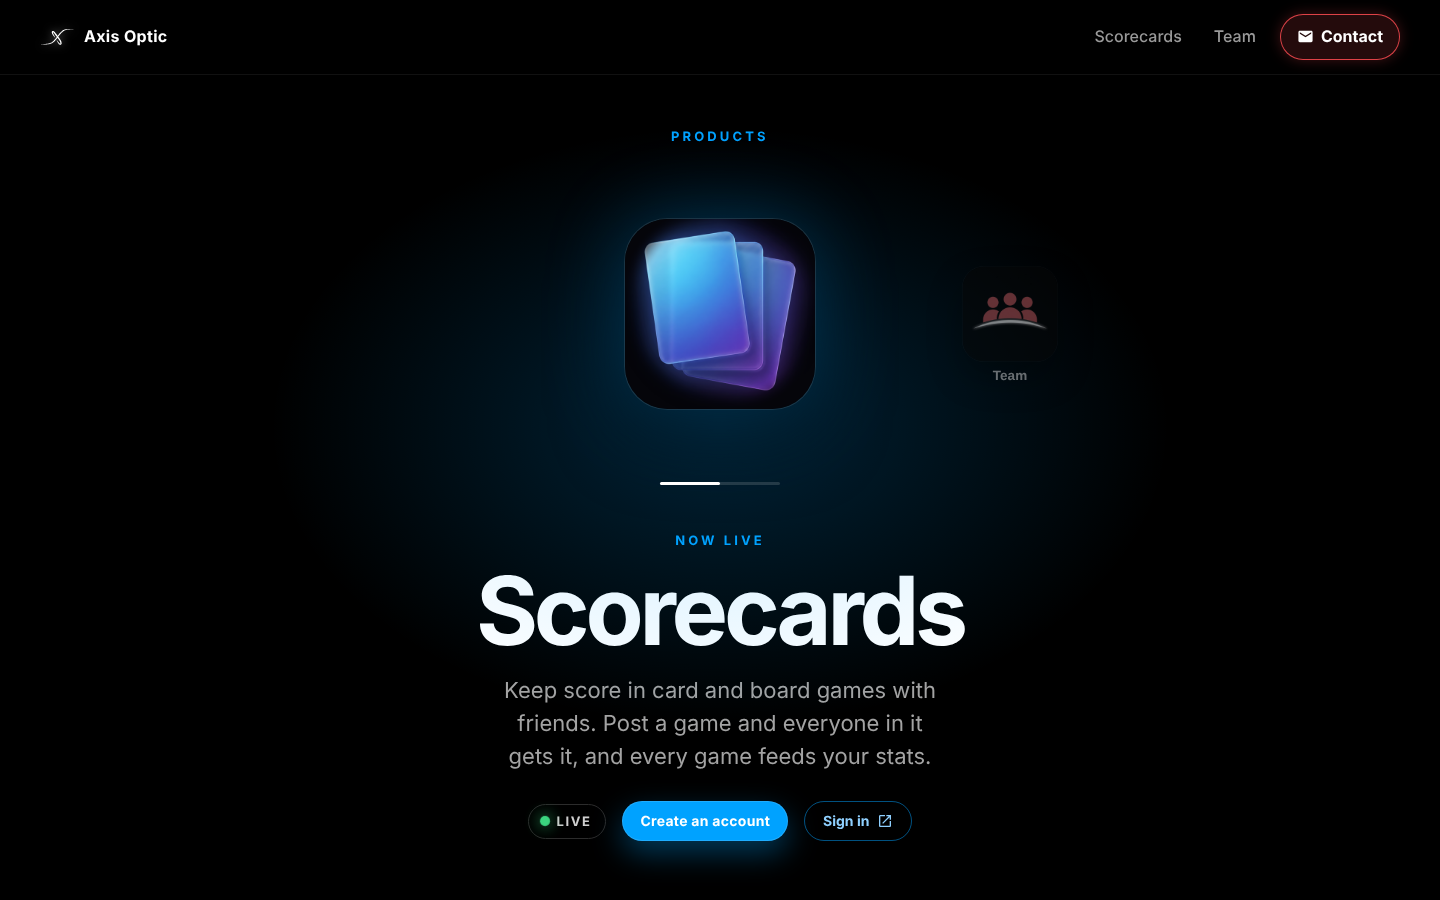 Axis Optic
Scorecards
Team
Contact
PRODUCTS
Team
NOW LIVE
Scorecards
Keep score in card and board games with
friends. Post a game and everyone in it
gets it, and every game feeds your stats.
LIVE
Create an account
Sign in